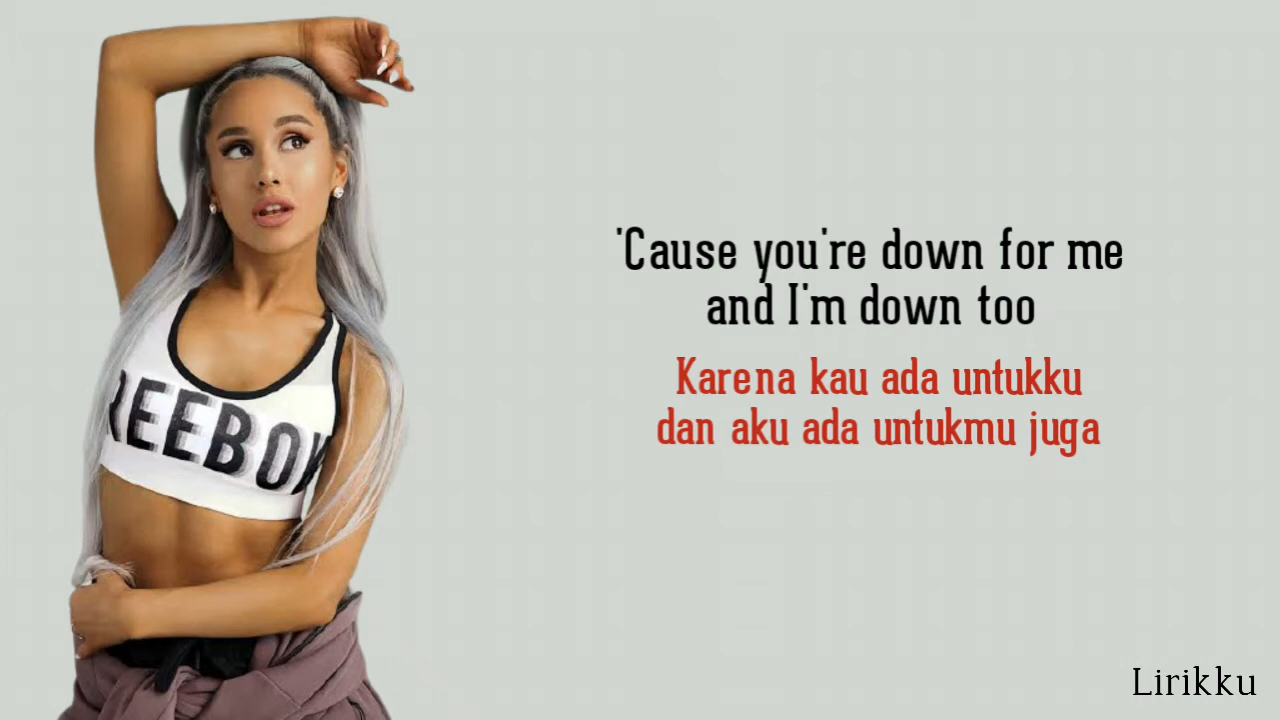 REEBOK
'Cause you're down for me
and I'm down too
Karena kau ada untukku
dan aku ada untukmu juga
Lirikku